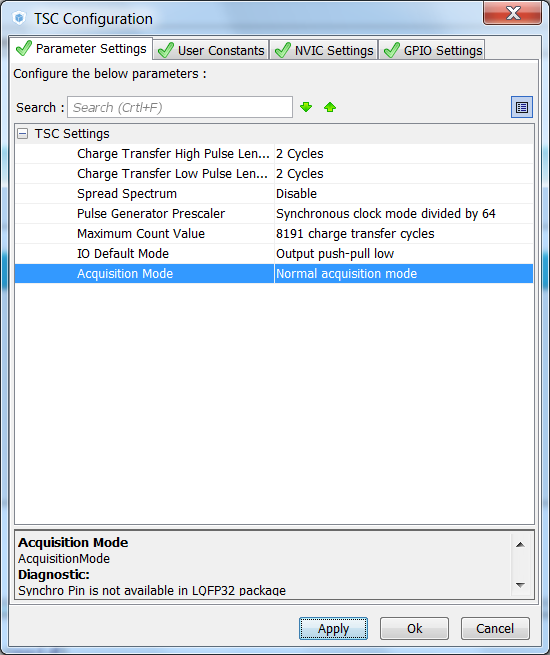 TSC Configuration
Parameter Settings User Constants NVIC Settings GPIO Settings
Configure the below parameters :
Search : Search (Crtl+F)
TSC Settings
Charge Transfer High Pulse Len... 2 Cycles
Charge Transfer Low Pulse Len... 2 Cycles
Spread Spectrum Disable
Pulse Generator Prescaler Synchronous clock mode divided by 64
Maximum Count Value 8191 charge transfer cycles
IO Default Mode Output push-pull low
Acquisition Mode Normal acquisition mode
Acquisition Mode
AcquisitionMode
Diagnostic:
Synchro Pin is not available in LQFP32 package
Apply Ok Cancel